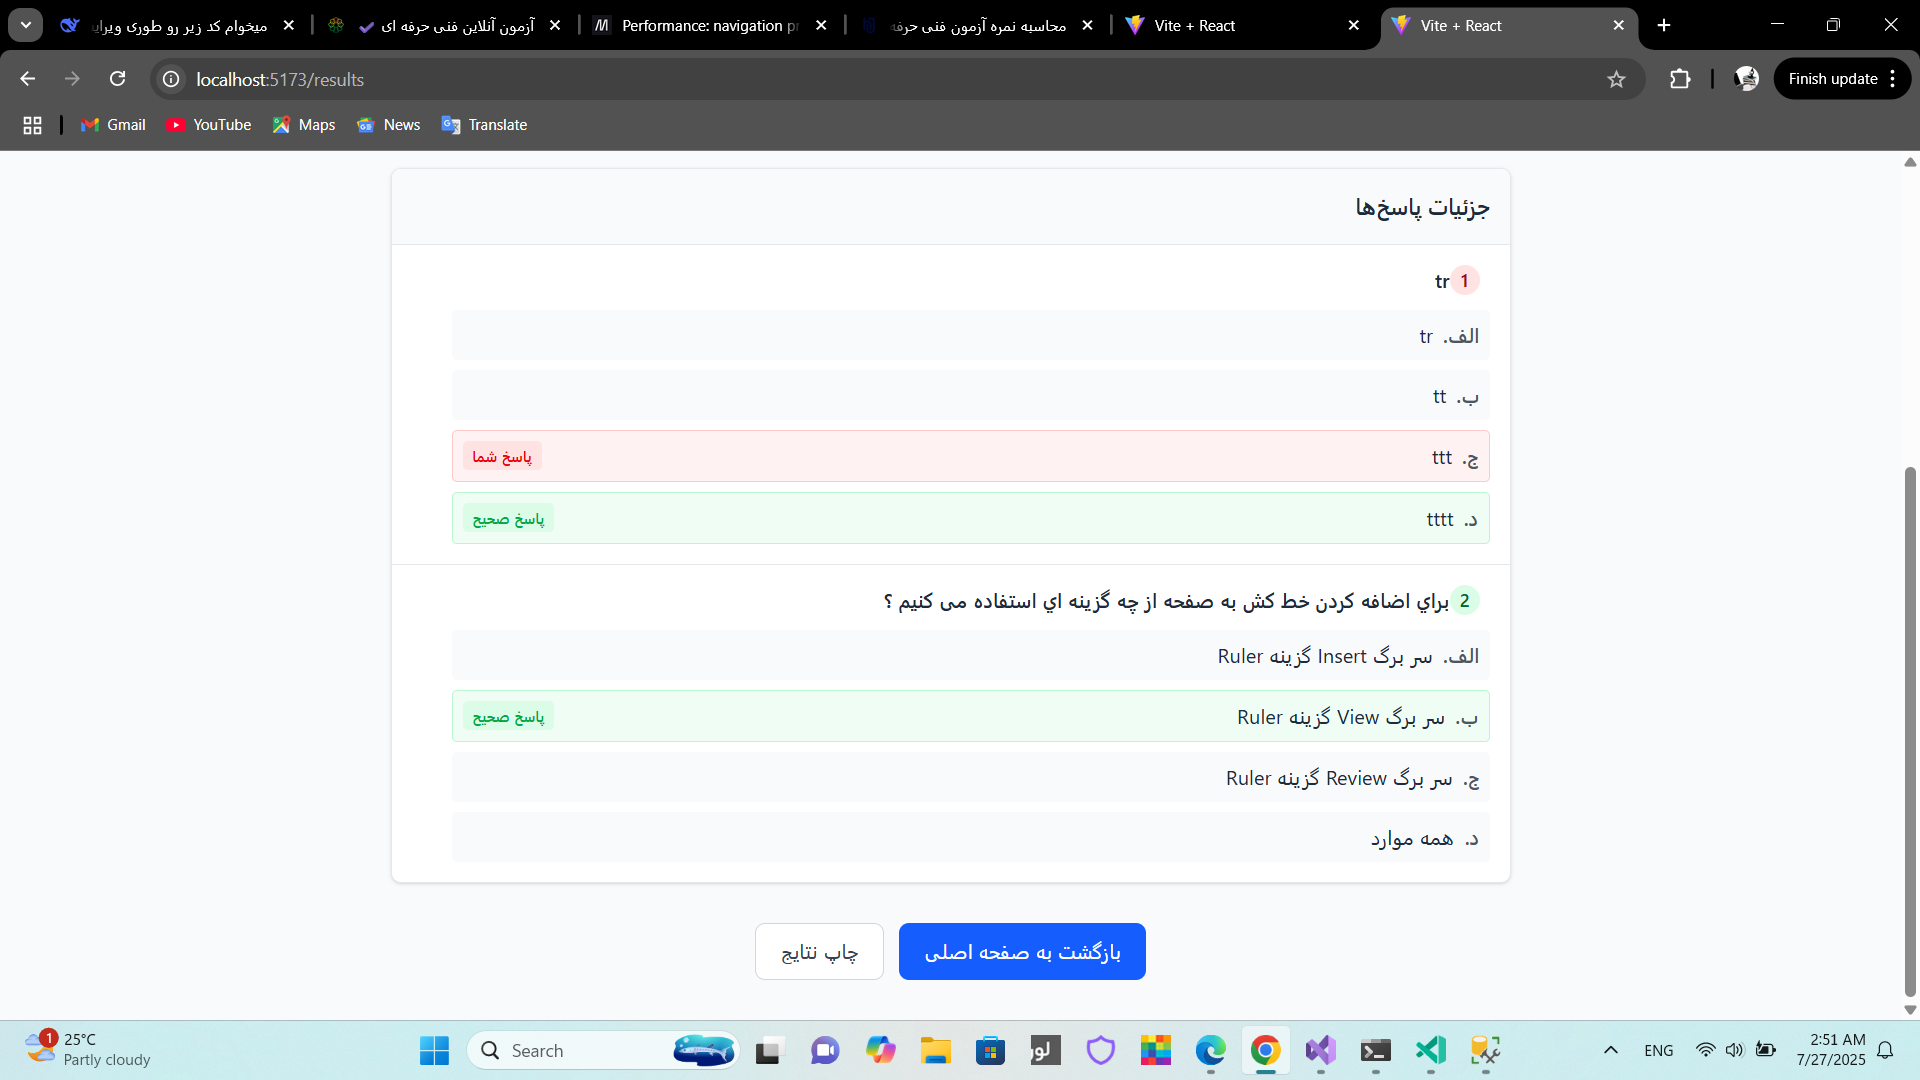 میخوام کد زیر رو طوری ویرای
آزمون آنلاین فنی حرفه ای
Performance: navigation pr
محاسبه نمره آزمون فنی حرفه
Vite + React
Vite + React
localhost:5173/results
Finish update
Gmail
YouTube
Maps
News
Translate
جزئیات پاسخ‌ها
1 tr
الف. tr
ب. tt
ج. ttt
پاسخ شما
د. tttt
پاسخ صحیح
2 براي اضافه کردن خط کش به صفحه از چه گزينه اي استفاده می کنیم ؟
الف. سر برگ Insert گزینه Ruler
ب. سر برگ View گزینه Ruler
پاسخ صحیح
ج. سر برگ Review گزینه Ruler
د. همه موارد
بازگشت به صفحه اصلی
چاپ نتایج
1
25°C
Partly cloudy
Search
لور
ENG
2:51 AM
7/27/2025